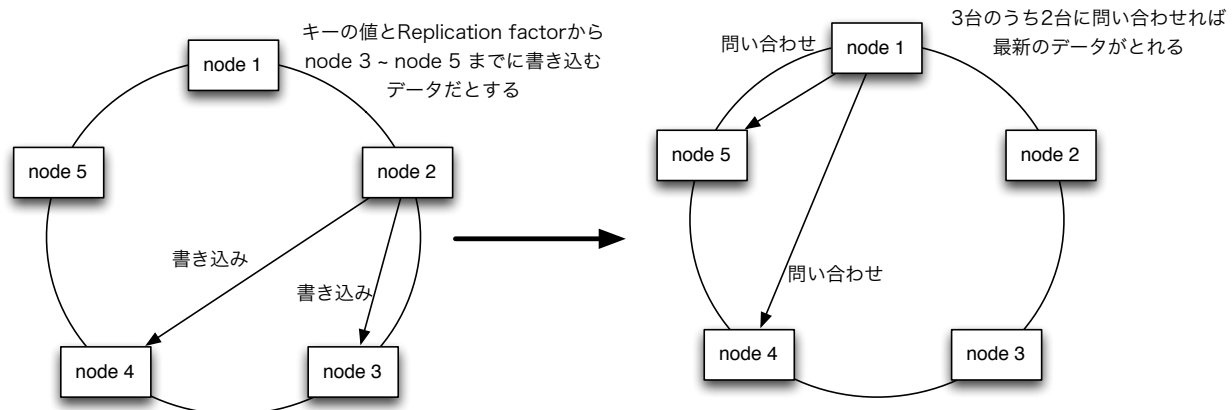 キーの値とReplication factorから
node 3 ~ node 5 までに書き込む
データだとする
node 1
node 5
node 2
書き込み
書き込み
node 4
node 3
3台のうち2台に問い合わせれば
最新のデータがとれる
問い合わせ
node 1
node 5
node 2
問い合わせ
node 4
node 3